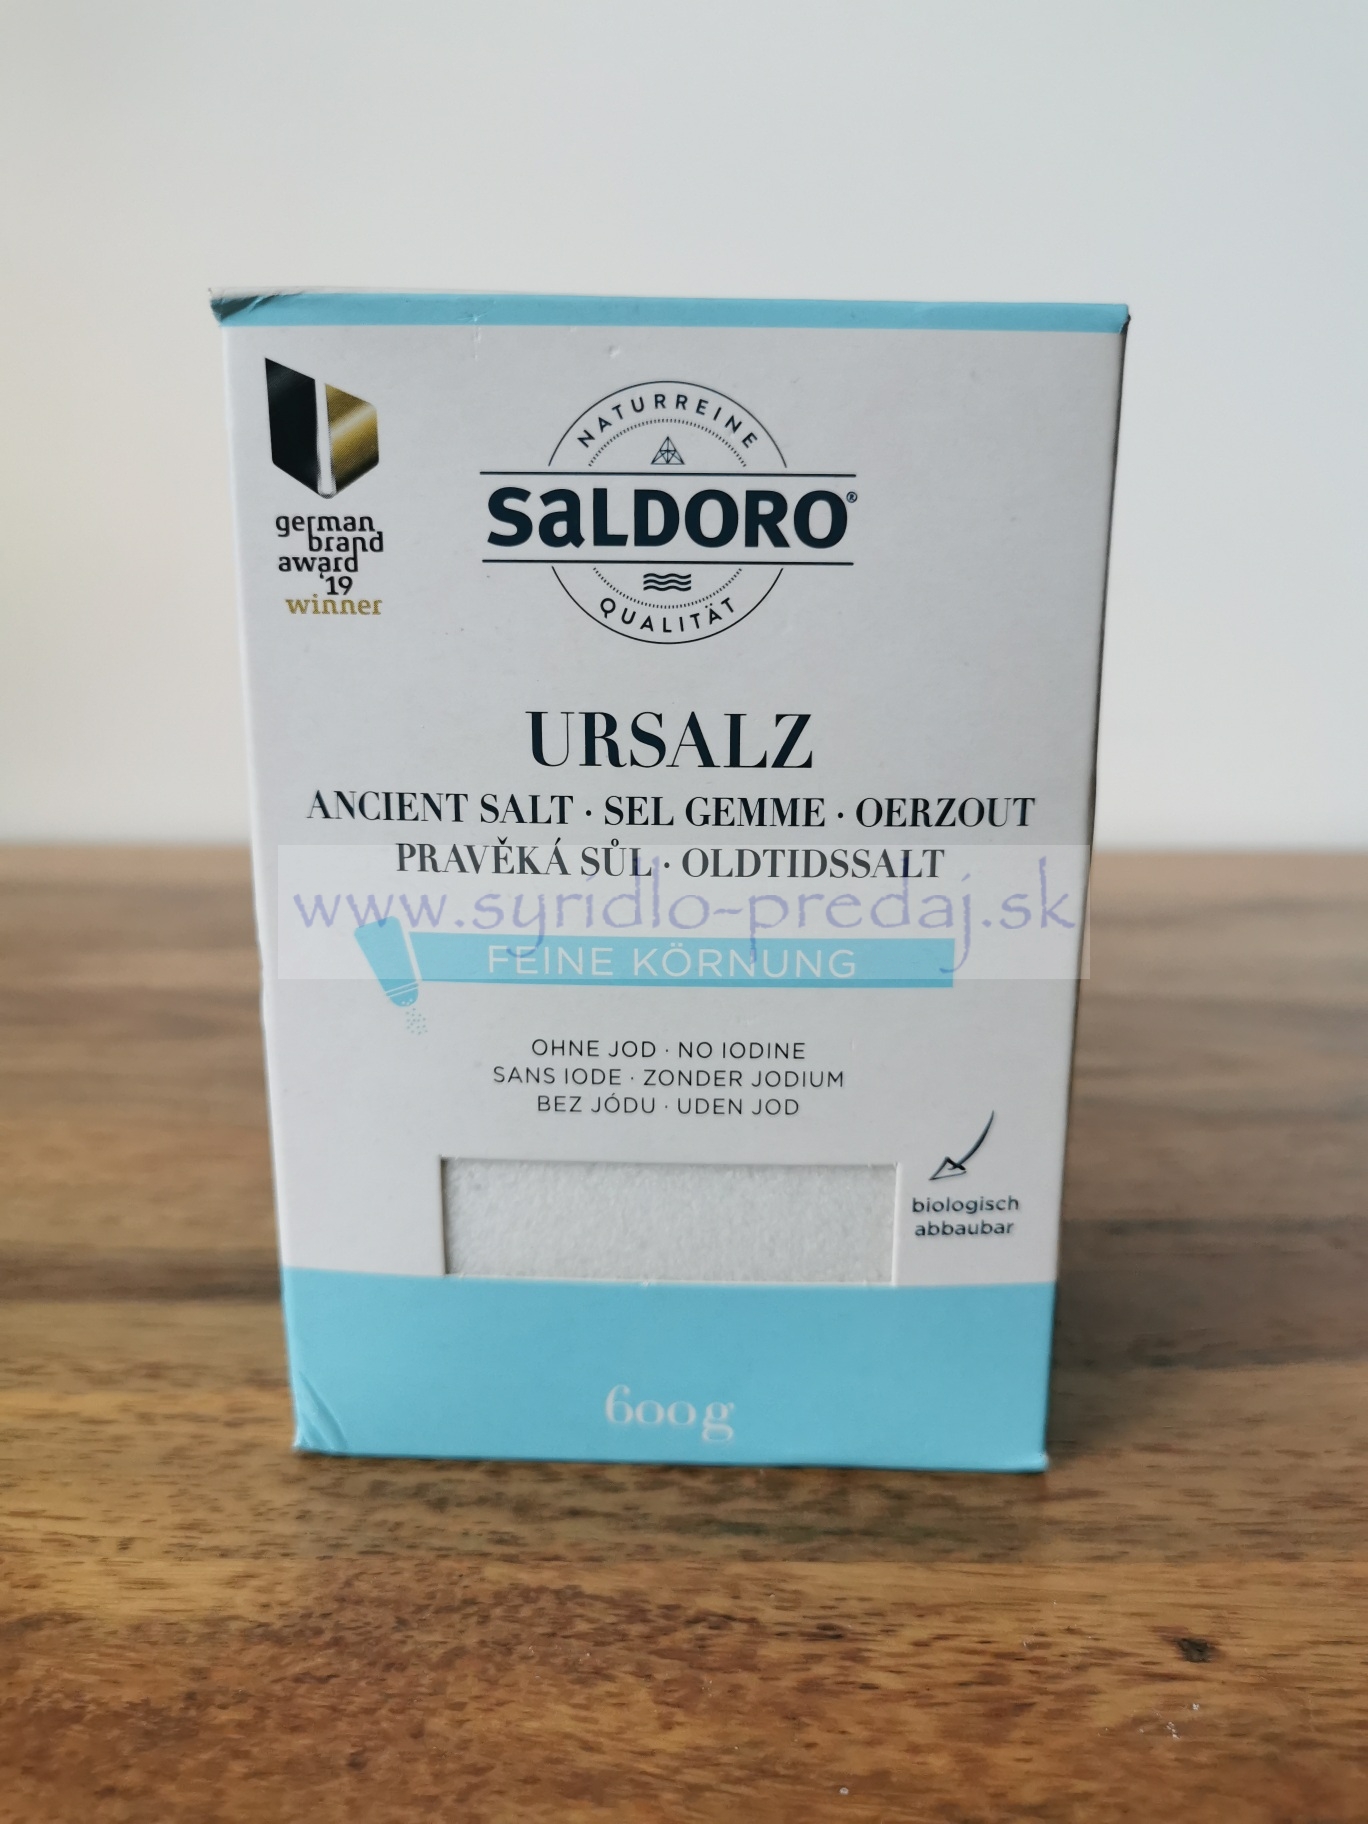 NATURREINE
SaLDORO®
QUALITÄT
german
brand
award
'19
winner
URSALZ
ANCIENT SALT · SEL GEMME · OERZOUT
PRAVĚKÁ SŮL · OLDTIDSSALT
www.syridlo-predaj.sk
FEINE KÖRNUNG
OHNE JOD · NO IODINE
SANS IODE · ZONDER JODIUM
BEZ JÓDU · UDEN JOD
biologisch
abbaubar
600g